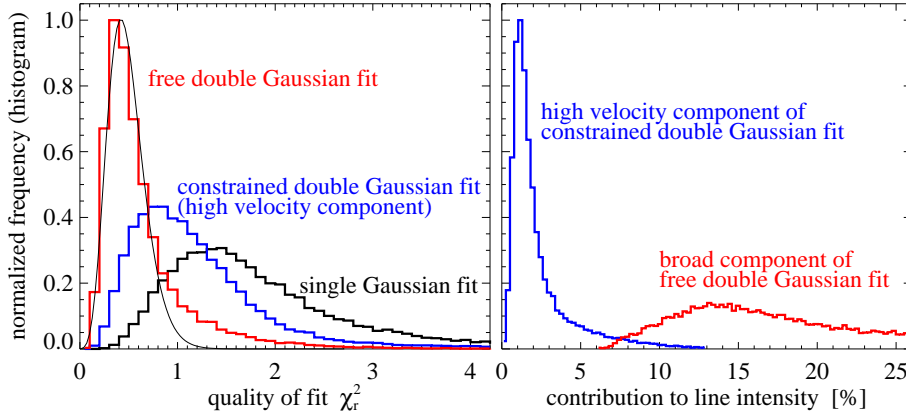 normalized frequency (histogram)
1.0
0.8
0.6
0.4
0.2
0.0
free double Gaussian fit
constrained double Gaussian fit
(high velocity component)
single Gaussian fit
0 1 2 3 4
quality of fit χ²ᵣ
high velocity component of
constrained double Gaussian fit
broad component of
free double Gaussian fit
0 5 10 15 20 25
contribution to line intensity [%]